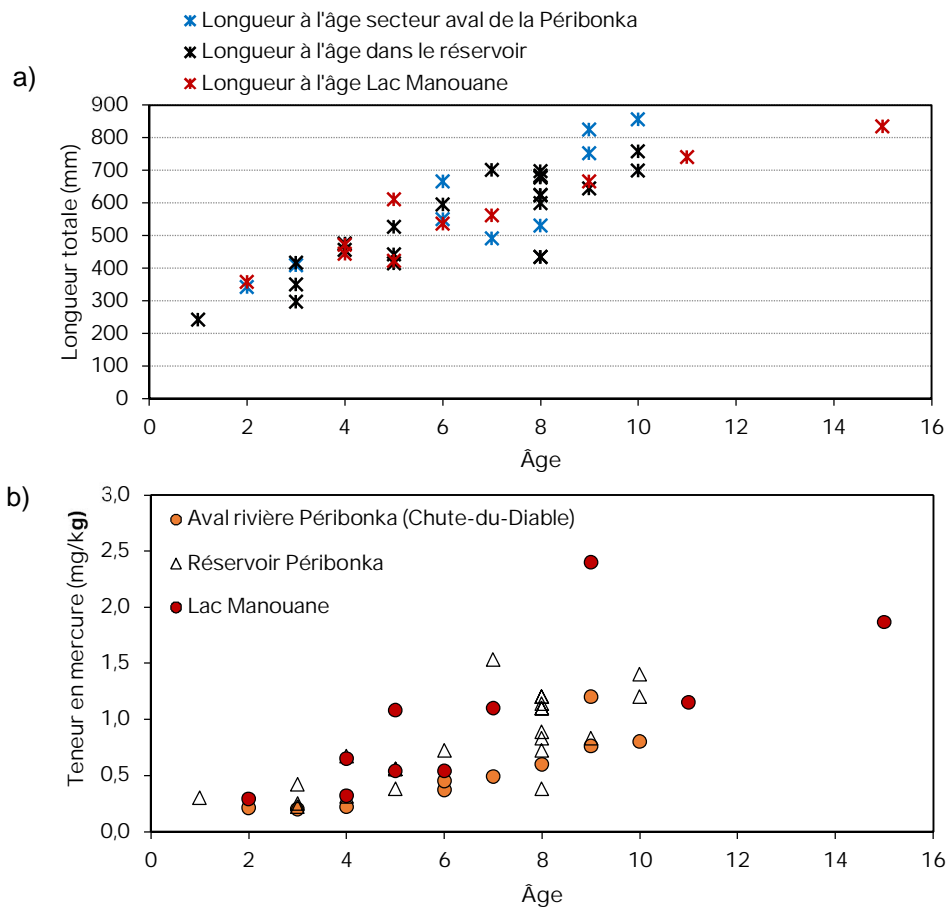 Longueur à l'âge secteur aval de la Péribonka
Longueur à l'âge dans le réservoir
Longueur à l'âge Lac Manouane
a)
Longueur totale (mm)
900
800
700
600
500
400
300
200
100
0
0 2 4 6 8 10 12 14 16
Âge
b)
Teneur en mercure (mg/kg)
3,0
2,5
2,0
1,5
1,0
0,5
0,0
Aval rivière Péribonka (Chute-du-Diable)
Réservoir Péribonka
Lac Manouane
0 2 4 6 8 10 12 14 16
Âge